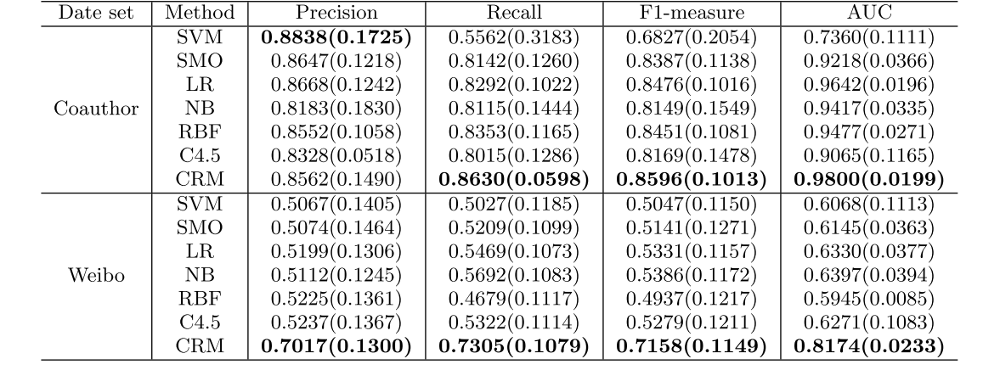 Date set Method Precision Recall F1-measure AUC
SVM 0.8838(0.1725) 0.5562(0.3183) 0.6827(0.2054) 0.7360(0.1111)
SMO 0.8647(0.1218) 0.8142(0.1260) 0.8387(0.1138) 0.9218(0.0366)
LR 0.8668(0.1242) 0.8292(0.1022) 0.8476(0.1016) 0.9642(0.0196)
Coauthor NB 0.8183(0.1830) 0.8115(0.1444) 0.8149(0.1549) 0.9417(0.0335)
RBF 0.8552(0.1058) 0.8353(0.1165) 0.8451(0.1081) 0.9477(0.0271)
C4.5 0.8328(0.0518) 0.8015(0.1286) 0.8169(0.1478) 0.9065(0.1165)
CRM 0.8562(0.1490) 0.8630(0.0598) 0.8596(0.1013) 0.9800(0.0199)
SVM 0.5067(0.1405) 0.5027(0.1185) 0.5047(0.1150) 0.6068(0.1113)
SMO 0.5074(0.1464) 0.5209(0.1099) 0.5141(0.1271) 0.6145(0.0363)
LR 0.5199(0.1306) 0.5469(0.1073) 0.5331(0.1157) 0.6330(0.0377)
Weibo NB 0.5112(0.1245) 0.5692(0.1083) 0.5386(0.1172) 0.6397(0.0394)
RBF 0.5225(0.1361) 0.4679(0.1117) 0.4937(0.1217) 0.5945(0.0085)
C4.5 0.5237(0.1367) 0.5322(0.1114) 0.5279(0.1211) 0.6271(0.1083)
CRM 0.7017(0.1300) 0.7305(0.1079) 0.7158(0.1149) 0.8174(0.0233)